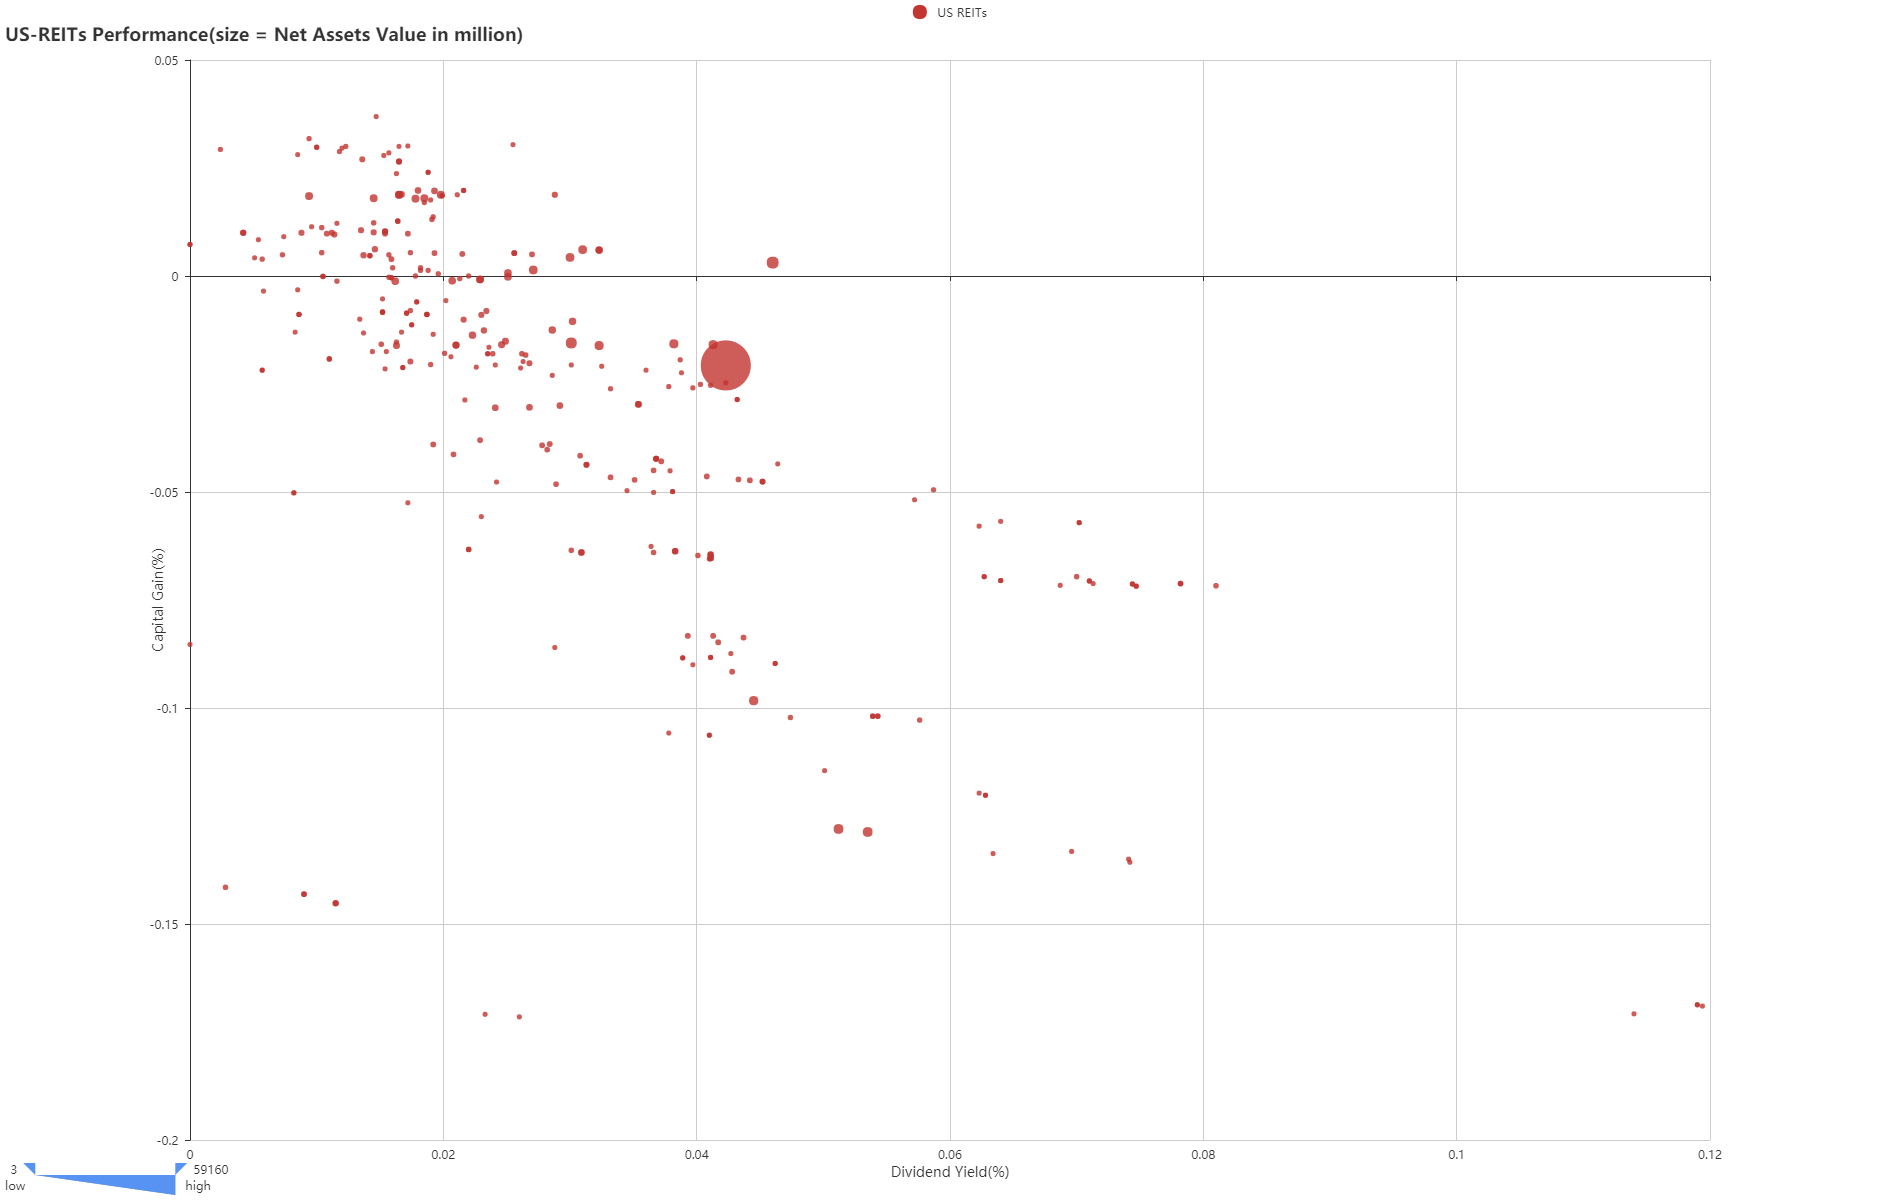 US REITs
US-REITs Performance(size = Net Assets Value in million)
0.05
0
-0.05
-0.1
-0.15
-0.2
Capital Gain(%)
0 0.02 0.04 0.06 0.08 0.1 0.12
Dividend Yield(%)
3 59160
low high